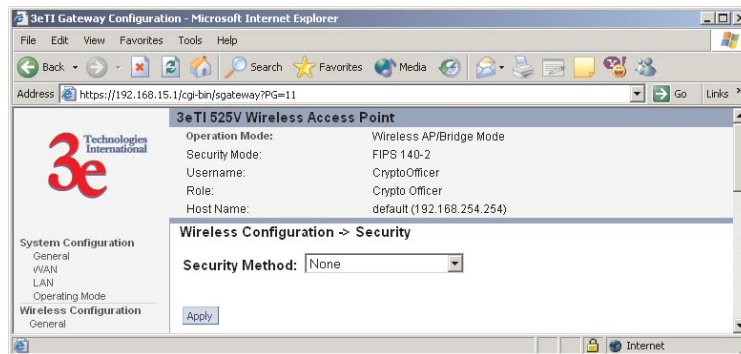 3eTI Gateway Configuration - Microsoft Internet Explorer
File Edit View Favorites Tools Help
Back Search Favorites Media
Address https://192.168.15.1/cgi-bin/sgateway?PG=11 Go Links »
3e Technologies International
3eTI 525V Wireless Access Point
Operation Mode: Wireless AP/Bridge Mode
Security Mode: FIPS 140-2
Username: CryptoOfficer
Role: Crypto Officer
Host Name: default (192.168.254.254)
System Configuration
General
WAN
LAN
Operating Mode
Wireless Configuration
General
Wireless Configuration -> Security
Security Method: None
Apply
Internet